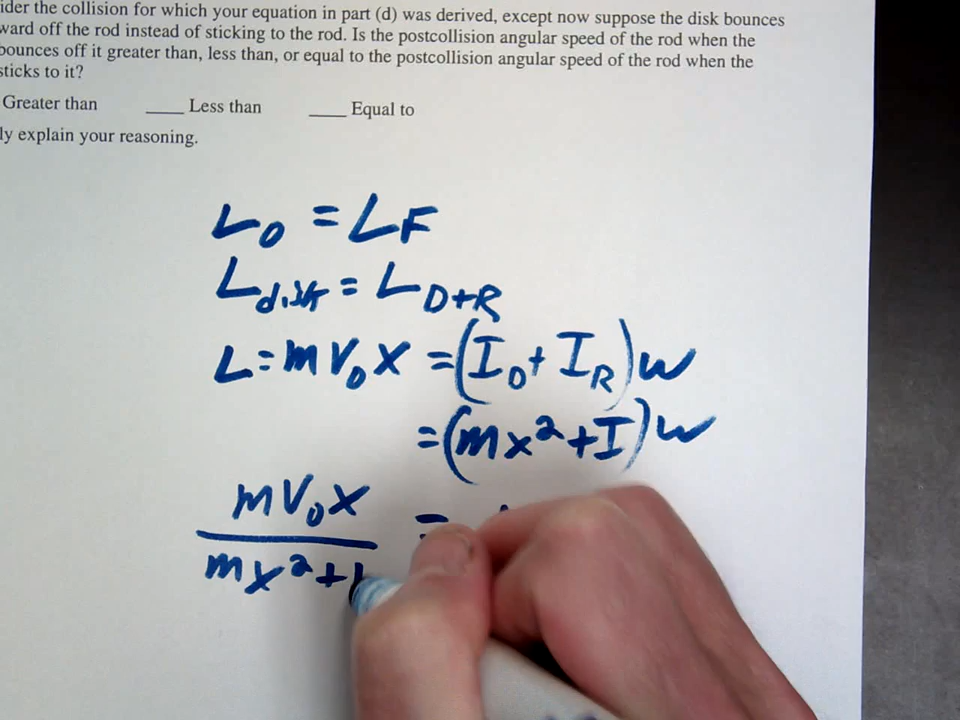 ider the collision for which your equation in part (d) was derived, except now suppose the disk bounces
ward off the rod instead of sticking to the rod. Is the postcollision angular speed of the rod when the
bounces off it greater than, less than, or equal to the postcollision angular speed of the rod when the
sticks to it?
Greater than ____ Less than ____ Equal to
ly explain your reasoning.
L0 = LF
Ldisk = LD+R
L = mV0X = (ID + IR)W
= (mx² + I)W
mV0X =
mx² + I